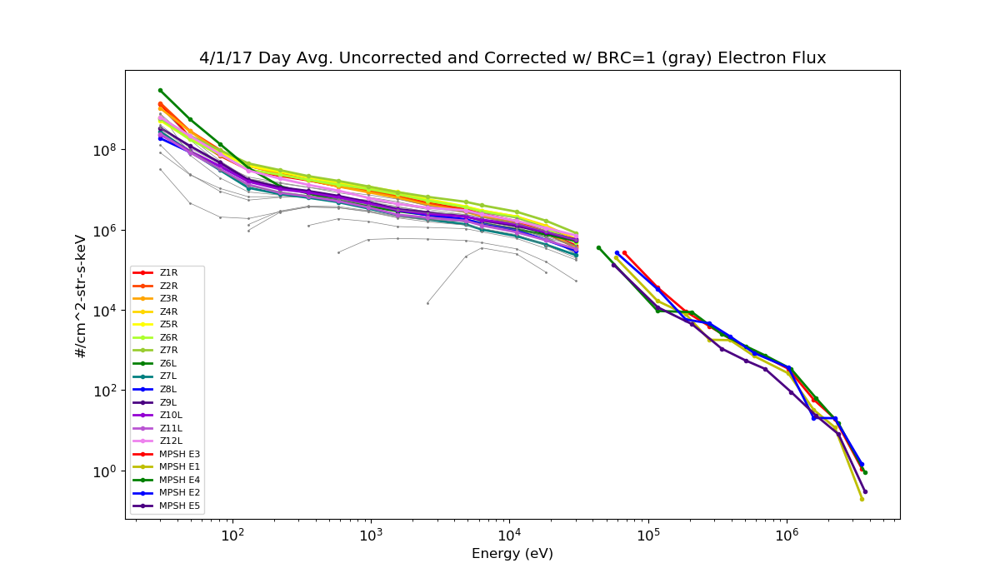 4/1/17 Day Avg. Uncorrected and Corrected w/ BRC=1 (gray) Electron Flux
#/cm^2-str-s-keV
10^8
10^6
10^4
10^2
10^0
Z1R
Z2R
Z3R
Z4R
Z5R
Z6R
Z7R
Z6L
Z7L
Z8L
Z9L
Z10L
Z11L
Z12L
MPSH E3
MPSH E1
MPSH E4
MPSH E2
MPSH E5
10^2 10^3 10^4 10^5 10^6
Energy (eV)